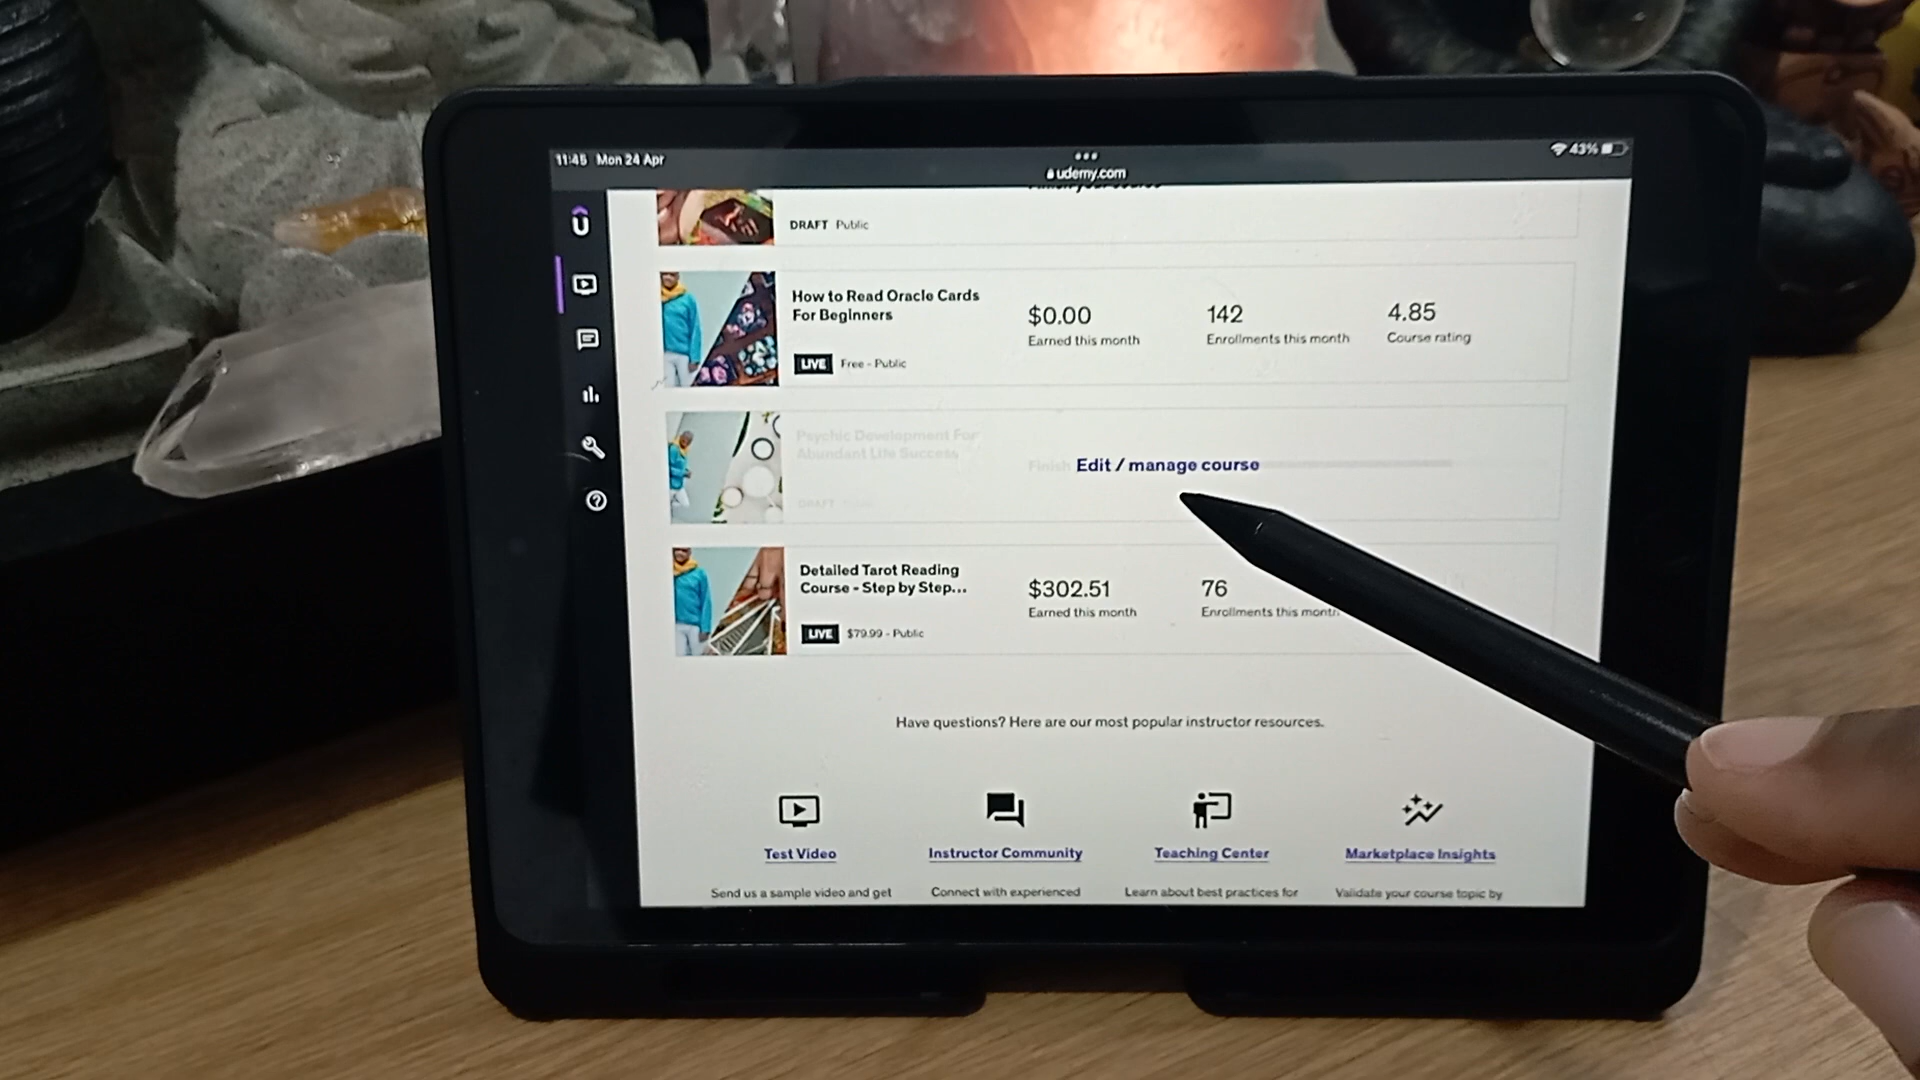 11:45 Mon 24 Apr
43%
udemy.com
DRAFT Public
How to Read Oracle Cards
For Beginners
LIVE Free - Public
$0.00
Earned this month
142
Enrollments this month
4.85
Course rating
Psychic Development For
Abundant Life Success
DRAFT
Finish Edit / manage course
Detailed Tarot Reading
Course - Step by Step...
LIVE $79.99 - Public
$302.51
Earned this month
76
Enrollments this month
Have questions? Here are our most popular instructor resources.
Test Video
Send us a sample video and get
Instructor Community
Connect with experienced
Teaching Center
Learn about best practices for
Marketplace Insights
Validate your course topic by